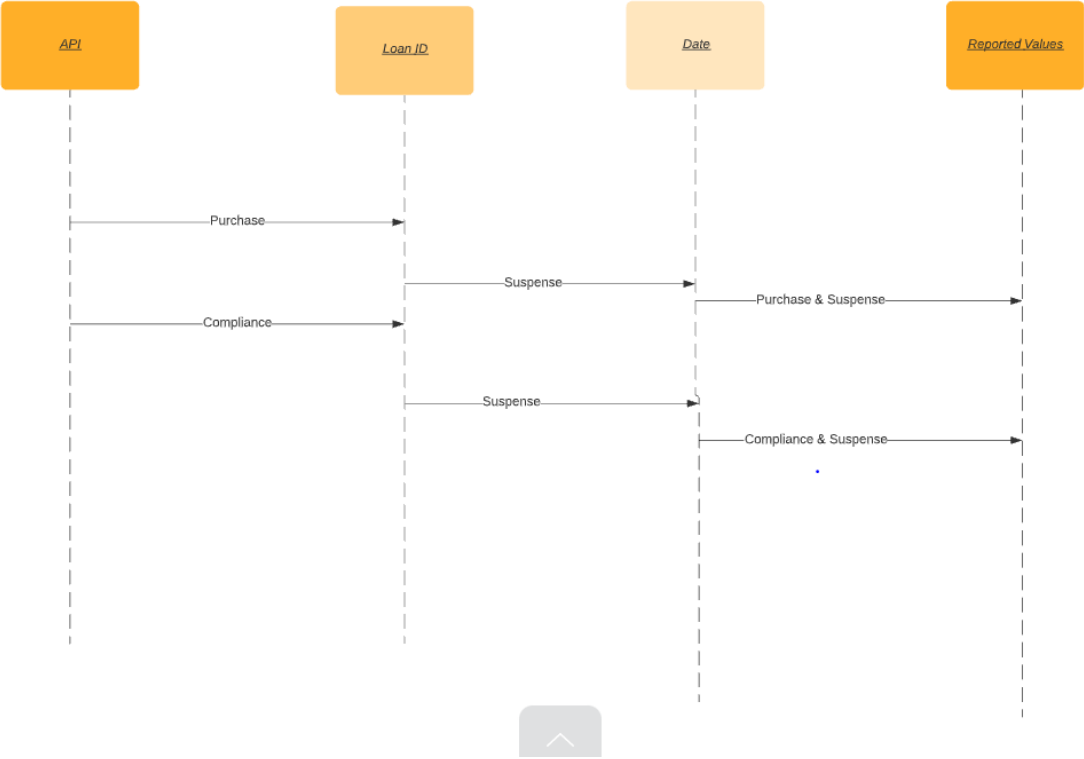 API
Loan ID
Date
Reported Values
Purchase
Suspense
Purchase & Suspense
Compliance
Suspense
Compliance & Suspense